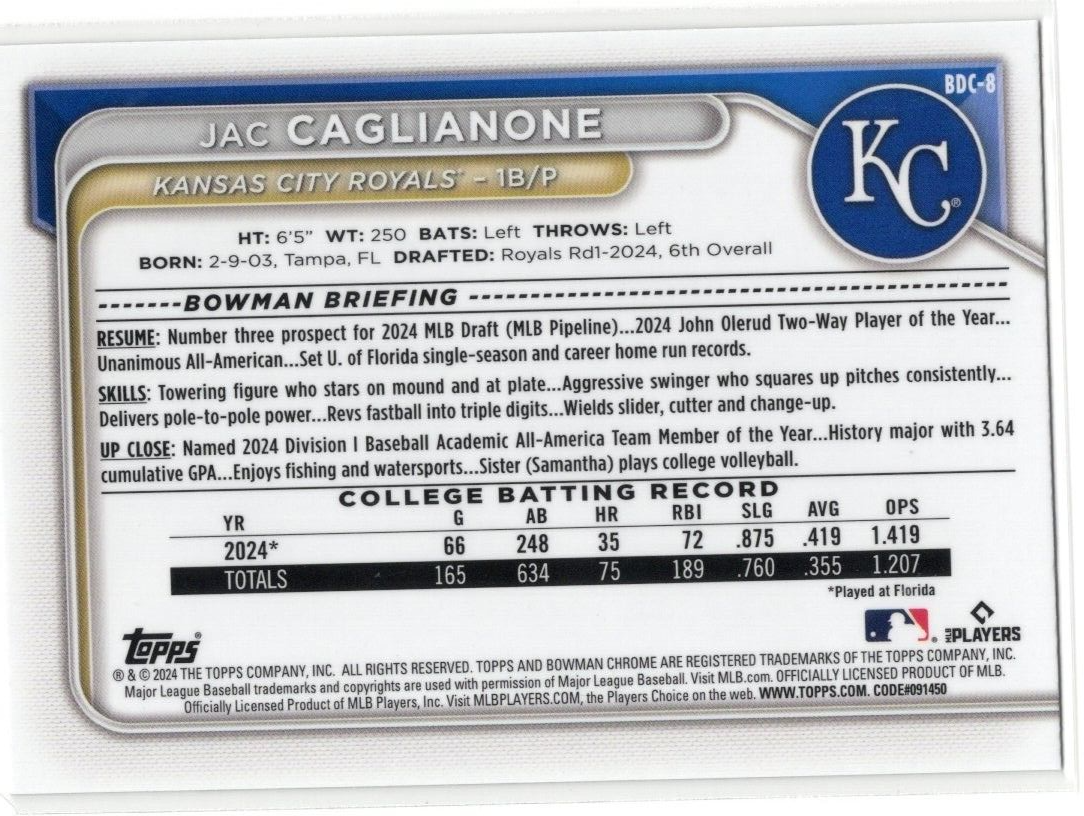 BDC-8
JAC CAGLIANONE
KC®
KANSAS CITY ROYALS® – 1B/P
HT: 6'5" WT: 250 BATS: Left THROWS: Left
BORN: 2-9-03, Tampa, FL DRAFTED: Royals Rd1-2024, 6th Overall
BOWMAN BRIEFING
RESUME: Number three prospect for 2024 MLB Draft (MLB Pipeline)...2024 John Olerud Two-Way Player of the Year...
Unanimous All-American...Set U. of Florida single-season and career home run records.
SKILLS: Towering figure who stars on mound and at plate...Aggressive swinger who squares up pitches consistently...
Delivers pole-to-pole power...Revs fastball into triple digits...Wields slider, cutter and change-up.
UP CLOSE: Named 2024 Division I Baseball Academic All-America Team Member of the Year...History major with 3.64
cumulative GPA...Enjoys fishing and watersports...Sister (Samantha) plays college volleyball.
COLLEGE BATTING RECORD
YR G AB HR RBI SLG AVG OPS
2024* 66 248 35 72 .875 .419 1.419
TOTALS 165 634 75 189 .760 .355 1.207
*Played at Florida
topps®
MLB PLAYERS
® & © 2024 THE TOPPS COMPANY, INC. ALL RIGHTS RESERVED. TOPPS AND BOWMAN CHROME ARE REGISTERED TRADEMARKS OF THE TOPPS COMPANY, INC.
Major League Baseball trademarks and copyrights are used with permission of Major League Baseball. Visit MLB.com. OFFICIALLY LICENSED PRODUCT OF MLB.
Officially Licensed Product of MLB Players, Inc. Visit MLBPLAYERS.COM, the Players Choice on the web. WWW.TOPPS.COM. CODE#091450